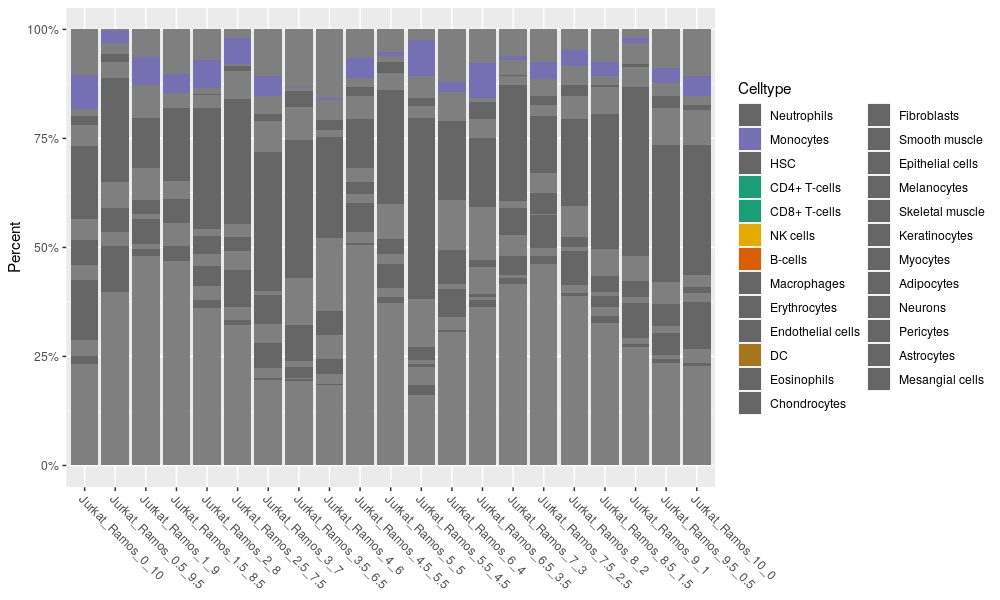 100%
75%
50%
25%
0%
Percent
Jurkat_Ramos_0_10
Jurkat_Ramos_0.5_9.5
Jurkat_Ramos_1_9
Jurkat_Ramos_1.5_8.5
Jurkat_Ramos_2_8
Jurkat_Ramos_2.5_7.5
Jurkat_Ramos_3_7
Jurkat_Ramos_3.5_6.5
Jurkat_Ramos_4_6
Jurkat_Ramos_4.5_5.5
Jurkat_Ramos_5_5
Jurkat_Ramos_5.5_4.5
Jurkat_Ramos_6_4
Jurkat_Ramos_6.5_3.5
Jurkat_Ramos_7_3
Jurkat_Ramos_7.5_2.5
Jurkat_Ramos_8_2
Jurkat_Ramos_8.5_1.5
Jurkat_Ramos_9_1
Jurkat_Ramos_9.5_0.5
Jurkat_Ramos_10_0
Celltype
Neutrophils
Monocytes
HSC
CD4+ T-cells
CD8+ T-cells
NK cells
B-cells
Macrophages
Erythrocytes
Endothelial cells
DC
Eosinophils
Chondrocytes
Fibroblasts
Smooth muscle
Epithelial cells
Melanocytes
Skeletal muscle
Keratinocytes
Myocytes
Adipocytes
Neurons
Pericytes
Astrocytes
Mesangial cells